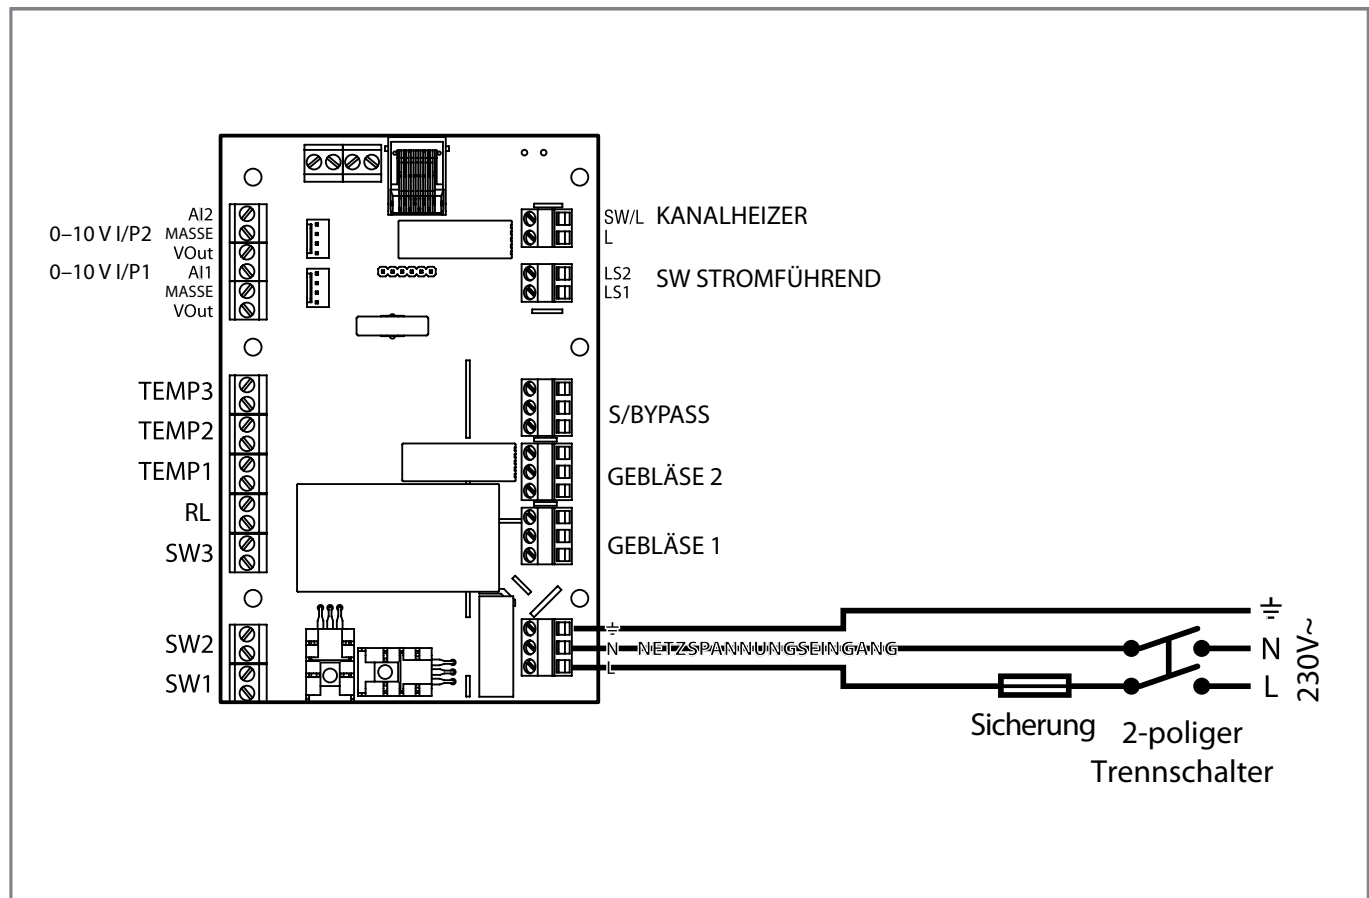 AI2
0–10 V I/P2 MASSE
VOut
0–10 V I/P1 AI1
MASSE
VOut
TEMP3
TEMP2
TEMP1
RL
SW3
SW2
SW1
SW/L KANALHEIZER
L
LS2
SW STROMFÜHREND
LS1
S/BYPASS
GEBLÄSE 2
GEBLÄSE 1
N NETZSPANNUNGSEINGANG
L
N
L
230V~
Sicherung
2-poliger
Trennschalter